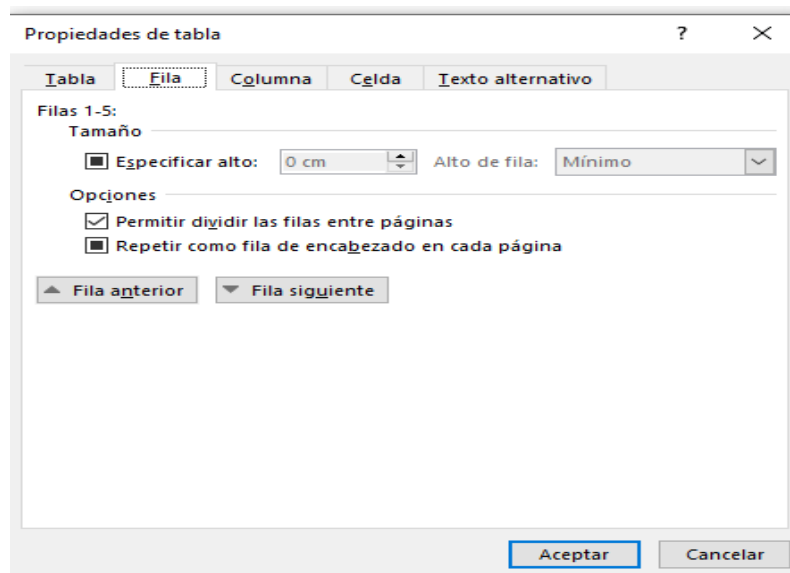 Propiedades de tabla ?
Tabla Fila Columna Celda Texto alternativo
Filas 1-5:
Tamaño
Especificar alto: 0 cm Alto de fila: Mínimo
Opciones
Permitir dividir las filas entre páginas
Repetir como fila de encabezado en cada página
Fila anterior Fila siguiente
Aceptar Cancelar